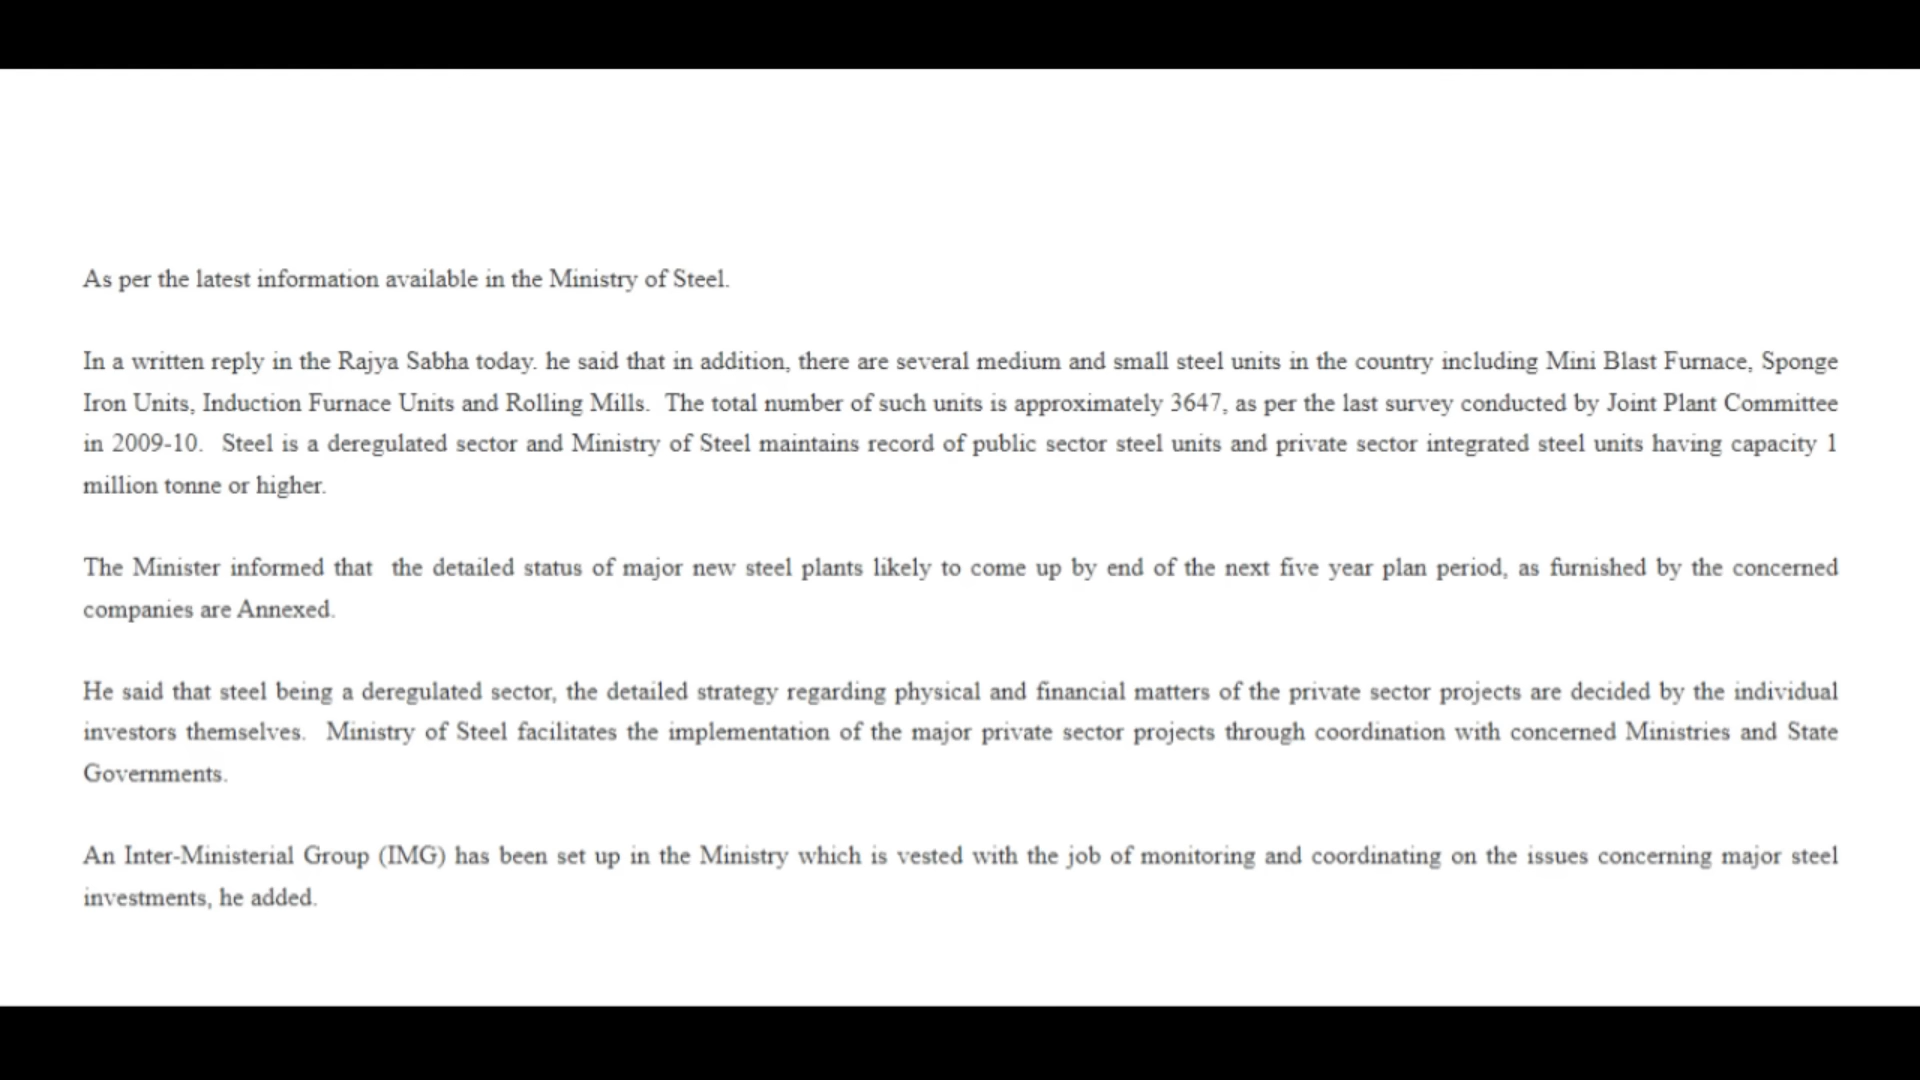 As per the latest information available in the Ministry of Steel.
In a written reply in the Rajya Sabha today. he said that in addition, there are several medium and small steel units in the country including Mini Blast Furnace, Sponge
Iron Units, Induction Furnace Units and Rolling Mills.  The total number of such units is approximately 3647, as per the last survey conducted by Joint Plant Committee
in 2009-10.  Steel is a deregulated sector and Ministry of Steel maintains record of public sector steel units and private sector integrated steel units having capacity 1
million tonne or higher.
The Minister informed that  the detailed status of major new steel plants likely to come up by end of the next five year plan period, as furnished by the concerned
companies are Annexed.
He said that steel being a deregulated sector, the detailed strategy regarding physical and financial matters of the private sector projects are decided by the individual
investors themselves.  Ministry of Steel facilitates the implementation of the major private sector projects through coordination with concerned Ministries and State
Governments.
An Inter-Ministerial Group (IMG) has been set up in the Ministry which is vested with the job of monitoring and coordinating on the issues concerning major steel
investments, he added.